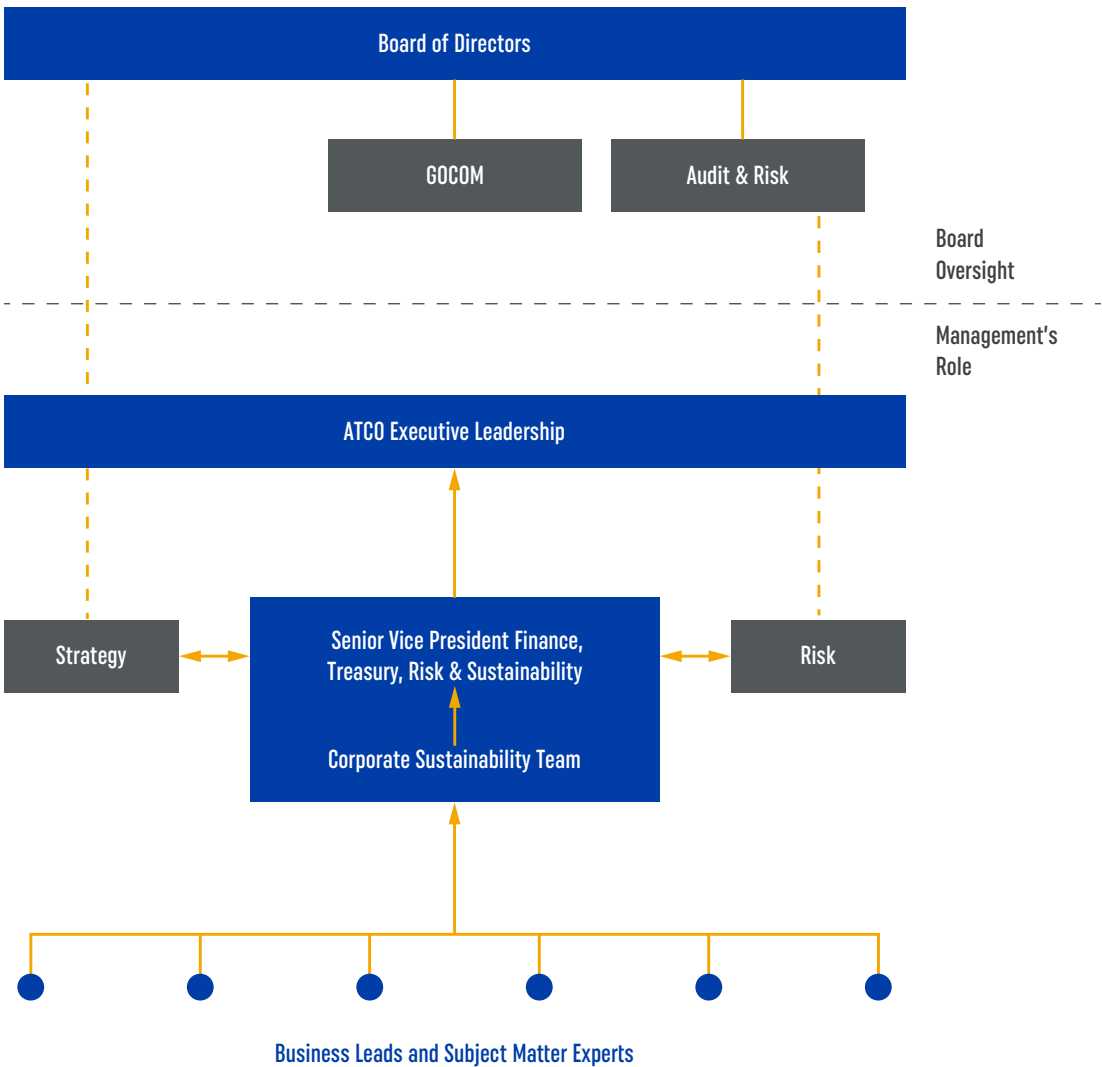 Board of Directors
GOCOM
Audit & Risk
Board
Oversight
Management's
Role
ATCO Executive Leadership
Strategy
Senior Vice President Finance,
Treasury, Risk & Sustainability
Risk
Corporate Sustainability Team
Business Leads and Subject Matter Experts